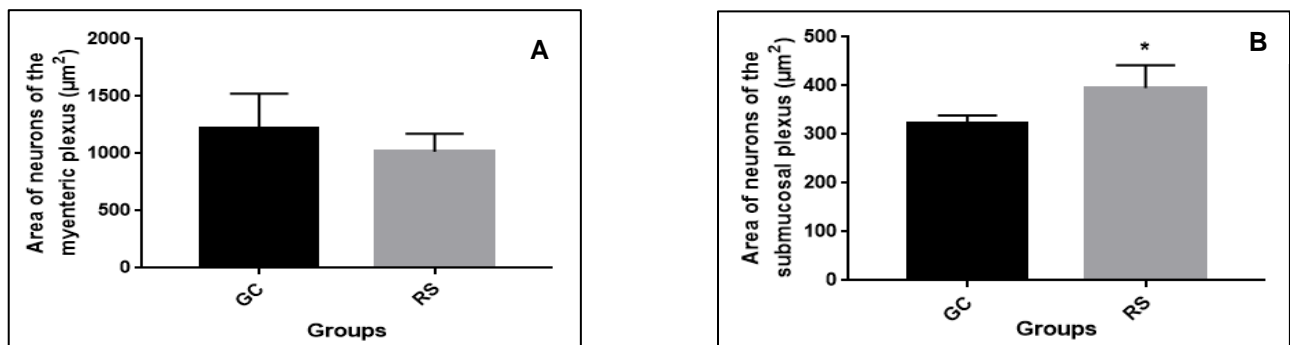 A
Area of neurons of the
myenteric plexus (µm²)
2000
1500
1000
500
0
GC
RS
Groups
B
*
Area of neurons of the
submucosal plexus (µm²)
500
400
300
200
100
0
GC
RS
Groups